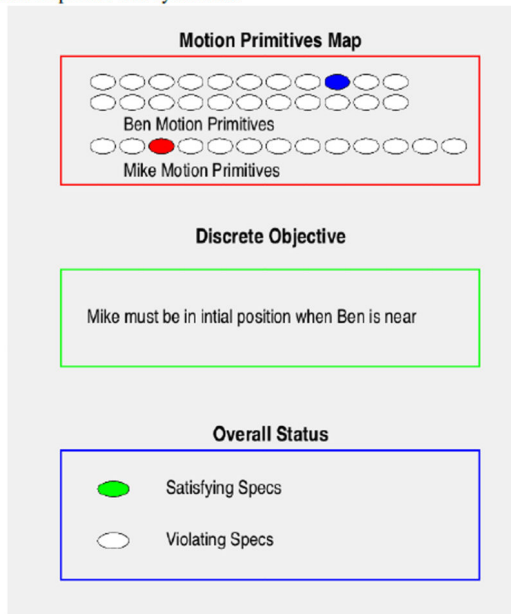 Motion Primitives Map
Ben Motion Primitives
Mike Motion Primitives
Discrete Objective
Mike must be in intial position when Ben is near
Overall Status
Satisfying Specs
Violating Specs